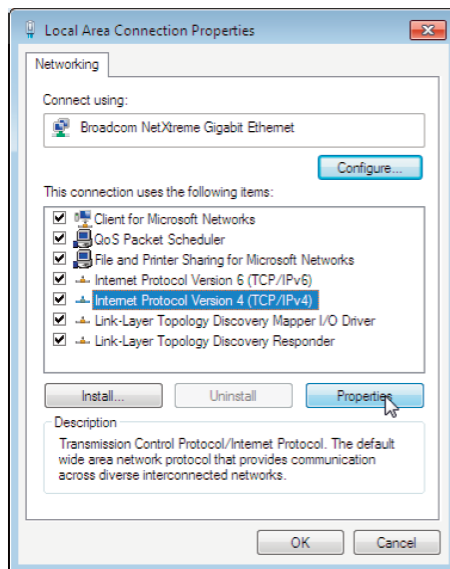 Local Area Connection Properties
Networking
Connect using:
Broadcom NetXtreme Gigabit Ethernet
Configure...
This connection uses the following items:
Client for Microsoft Networks
QoS Packet Scheduler
File and Printer Sharing for Microsoft Networks
Internet Protocol Version 6 (TCP/IPv6)
Internet Protocol Version 4 (TCP/IPv4)
Link-Layer Topology Discovery Mapper I/O Driver
Link-Layer Topology Discovery Responder
Install...
Uninstall
Properties
Description
Transmission Control Protocol/Internet Protocol. The default
wide area network protocol that provides communication
across diverse interconnected networks.
OK
Cancel